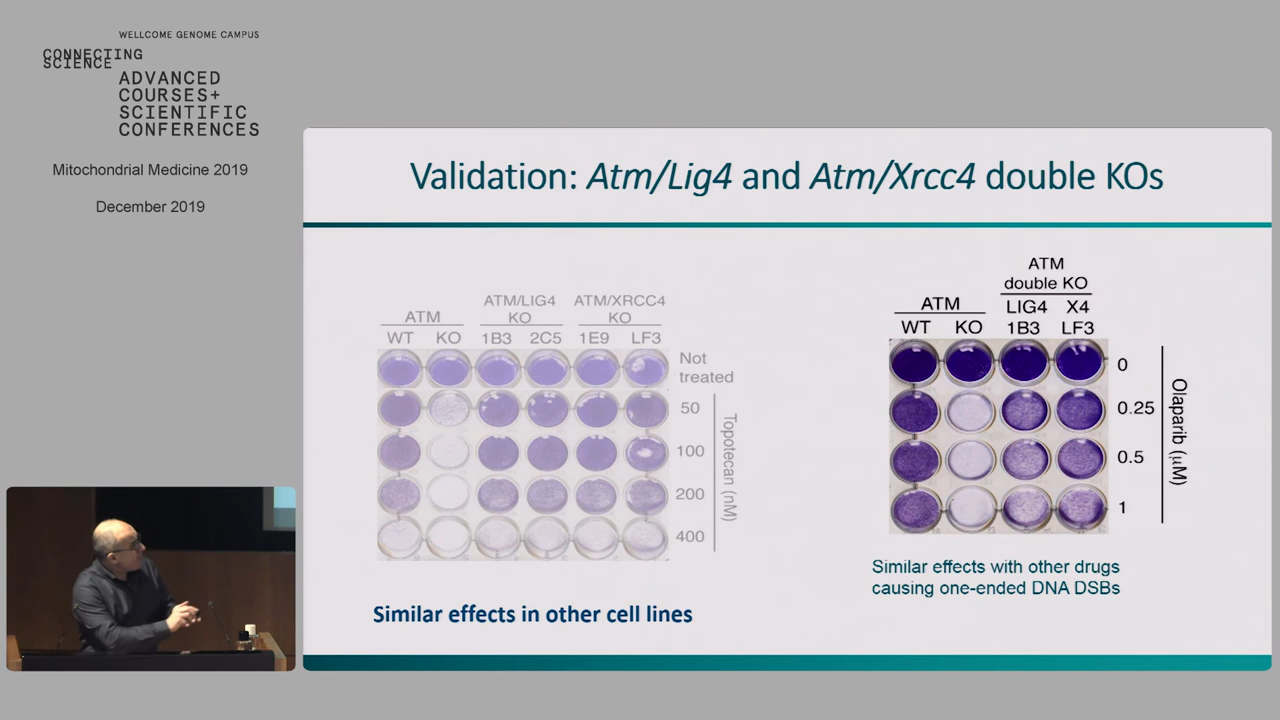 WELLCOME GENOME CAMPUS
CONNECTING
SCIENCE
ADVANCED
COURSES+
SCIENTIFIC
CONFERENCES
Mitochondrial Medicine 2019
December 2019
Validation: Atm/Lig4 and Atm/Xrcc4 double KOs
ATM
ATM/LIG4
KO
ATM/XRCC4
KO
WT KO 1B3 2C5 1E9 LF3
Not
treated
50
100
200
400
Topotecan (nM)
Similar effects in other cell lines
ATM
ATM
double KO
LIG4 X4
WT KO 1B3 LF3
0
0.25
0.5
1
Olaparib (μM)
Similar effects with other drugs
causing one-ended DNA DSBs